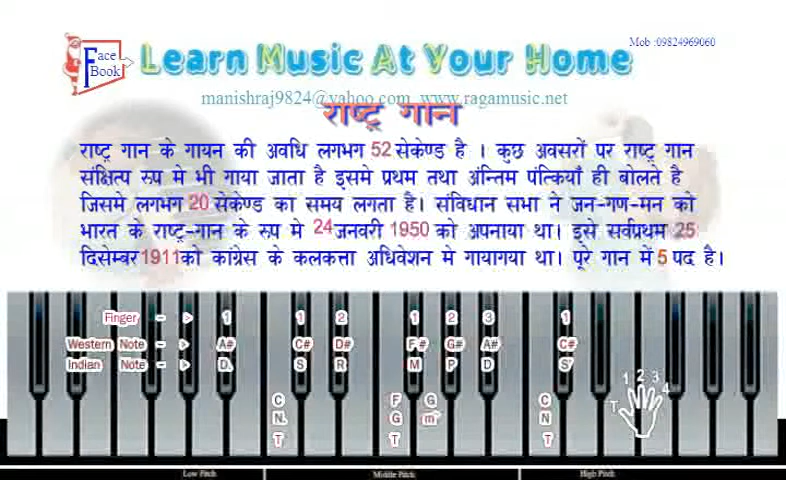 Face Book
Learn Music At Your Home
Mob :09824969060
manishraj9824@yahoo.com www.ragamusic.net
राष्ट्र गान
राष्ट्र गान के गायन की अवधि लगभग 52 सेकेण्ड है । कुछ अवसरों पर राष्ट्र गान
संक्षित्प रूप मे भी गाया जाता है इसमे प्रथम तथा अंन्तिम पंत्कियाँ ही बोलते है
जिसमे लगभग 20 सेकेण्ड का समय लगता है। संविधान सभा ने जन-गण-मन को
भारत के राष्ट्र-गान के रूप मे 24 जनवरी 1950 को अपनाया था। इसे सर्वप्रथम 25
दिसेम्बर 1911 को कांग्रेस के कलकत्ता अधिवेशन मे गायागया था। पूरे गान में 5 पद है।
Finger - > 1 1 2 1 2 3 1
Western Note - > A# C# D# F# G# A# C#
Indian Note - > D. S R M P D S'
1 2 3 4
T
C F G C
N. G m' N
T T T
Low Pitch Middle Pitch High Pitch